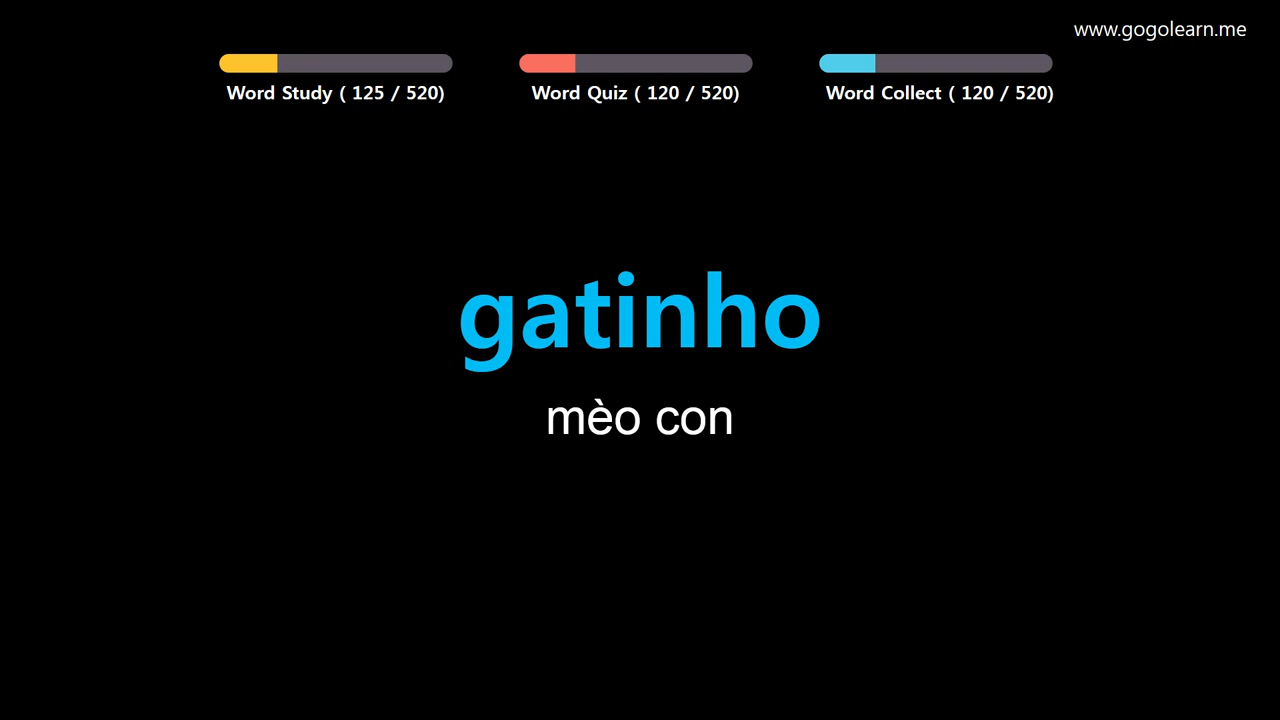 www.gogolearn.me
Word Study ( 125 / 520)
Word Quiz ( 120 / 520)
Word Collect ( 120 / 520)
gatinho
mèo con